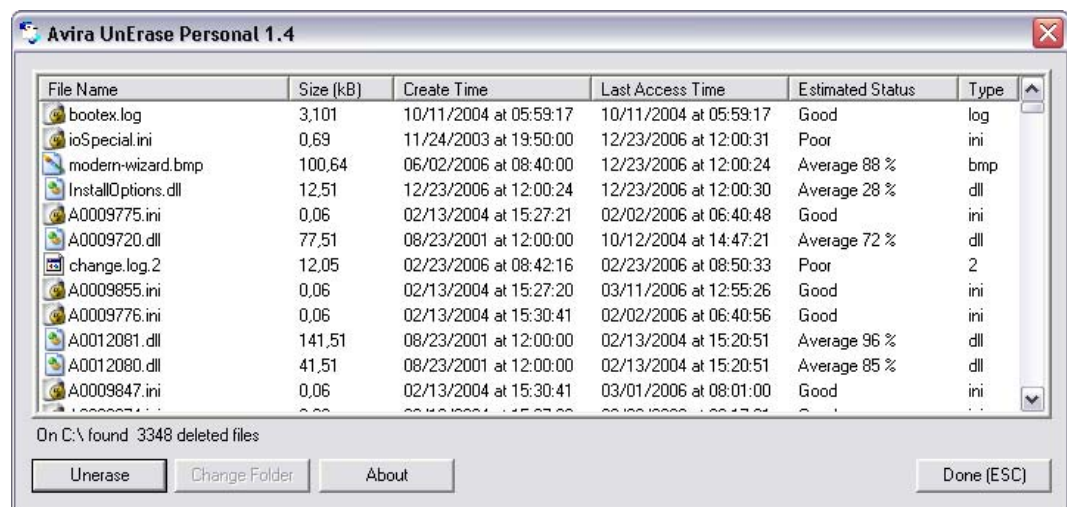 Avira UnErase Personal 1.4
File Name Size (kB) Create Time Last Access Time Estimated Status Type
bootex.log 3,101 10/11/2004 at 05:59:17 10/11/2004 at 05:59:17 Good log
ioSpecial.ini 0,69 11/24/2003 at 19:50:00 12/23/2006 at 12:00:31 Poor ini
modern-wizard.bmp 100,64 06/02/2006 at 08:40:00 12/23/2006 at 12:00:24 Average 88 % bmp
InstallOptions.dll 12,51 12/23/2006 at 12:00:24 12/23/2006 at 12:00:30 Average 28 % dll
A0009775.ini 0,06 02/13/2004 at 15:27:21 02/02/2006 at 06:40:48 Good ini
A0009720.dll 77,51 08/23/2001 at 12:00:00 10/12/2004 at 14:47:21 Average 72 % dll
change.log.2 12,05 02/23/2006 at 08:42:16 02/23/2006 at 08:50:33 Poor 2
A0009855.ini 0,06 02/13/2004 at 15:27:20 03/11/2006 at 12:55:26 Good ini
A0009776.ini 0,06 02/13/2004 at 15:30:41 02/02/2006 at 06:40:56 Good ini
A0012081.dll 141,51 08/23/2001 at 12:00:00 02/13/2004 at 15:20:51 Average 96 % dll
A0012080.dll 41,51 08/23/2001 at 12:00:00 02/13/2004 at 15:20:51 Average 85 % dll
A0009847.ini 0,06 02/13/2004 at 15:30:41 03/01/2006 at 08:01:00 Good ini
On C:\ found 3348 deleted files
Unerase Change Folder About Done (ESC)